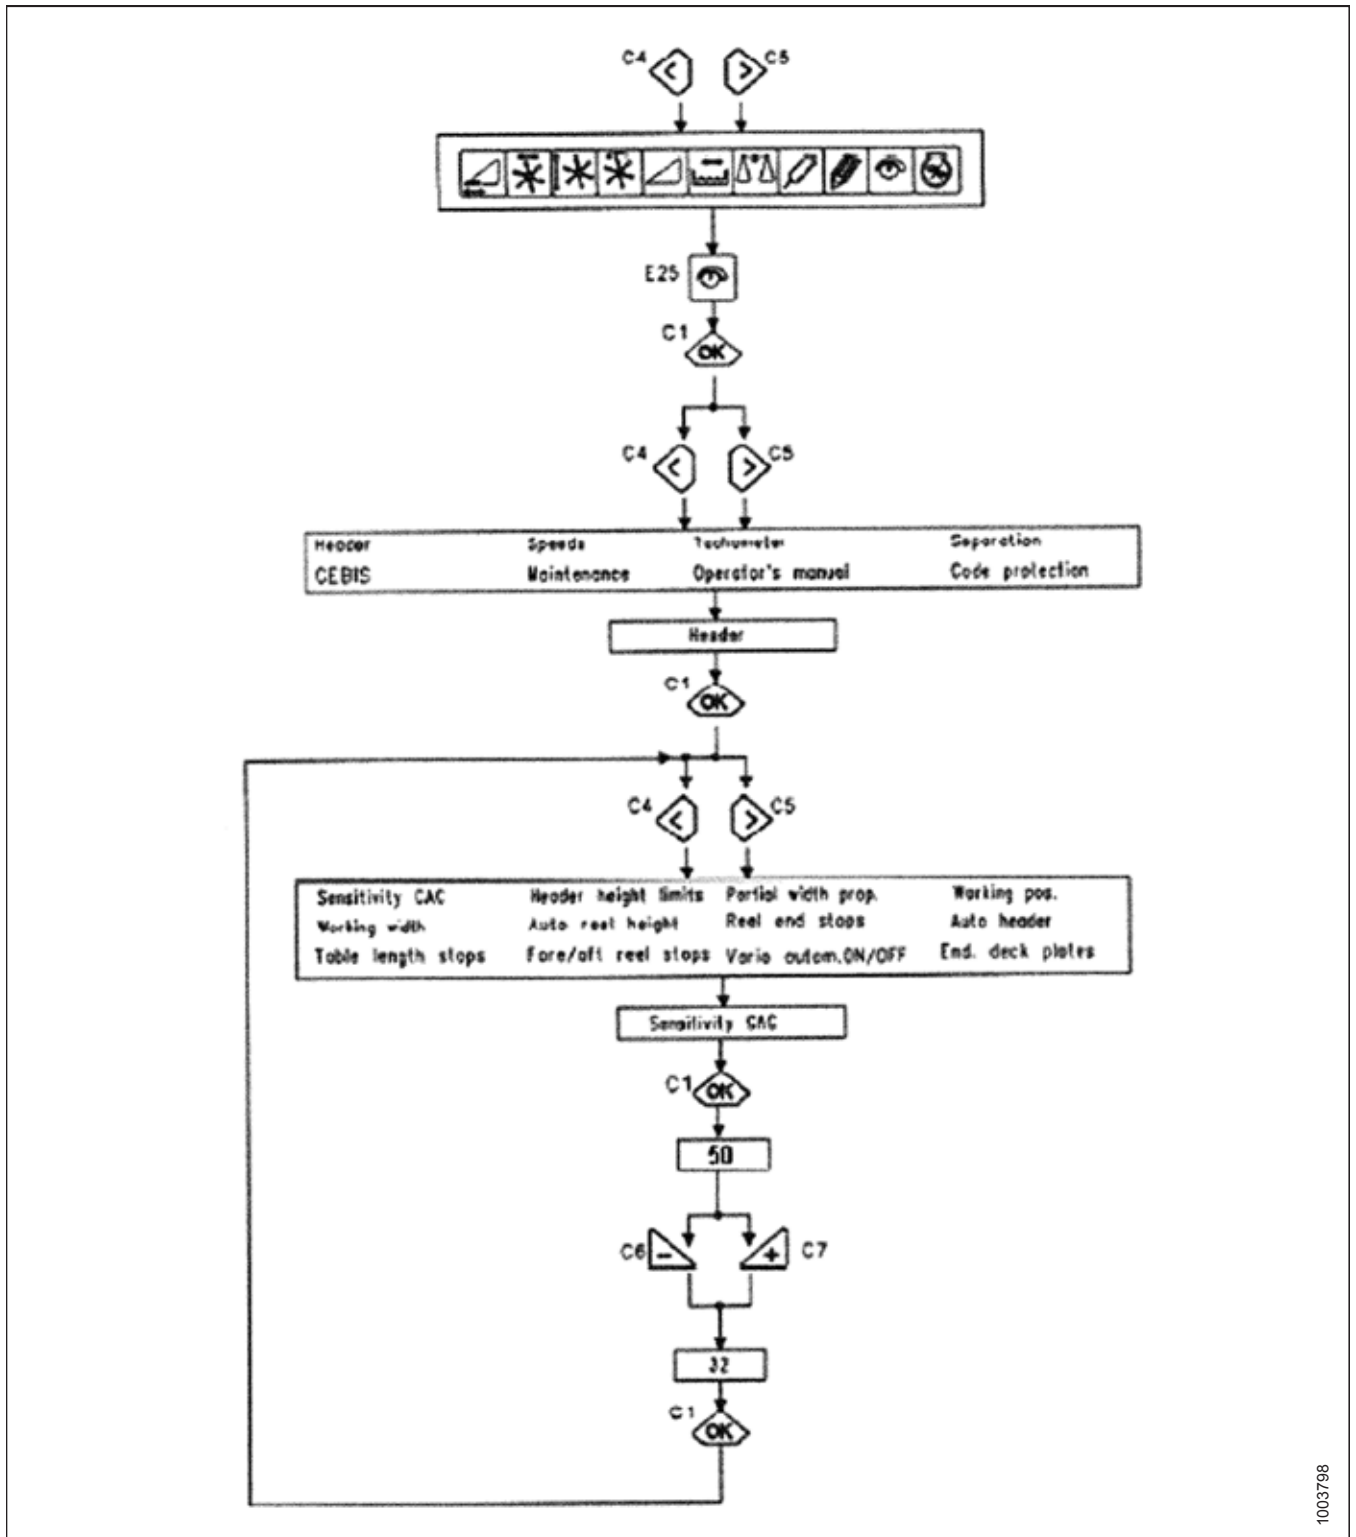 C4 < > C5
E25
C1
OK
C4 < > C5
Header Speeds Tachometer Separation
CEBIS Maintenance Operator's manual Code protection
Header
C1
OK
C4 < > C5
Sensitivity CAC Header height limits Partial width prop. Working pos.
Working width Auto reel height Reel end stops Auto header
Table length stops Fore/aft reel stops Vario autom.ON/OFF End. deck plates
Sensitivity CAC
C1 OK
50
C6 − + C7
32
C1
OK
1003798